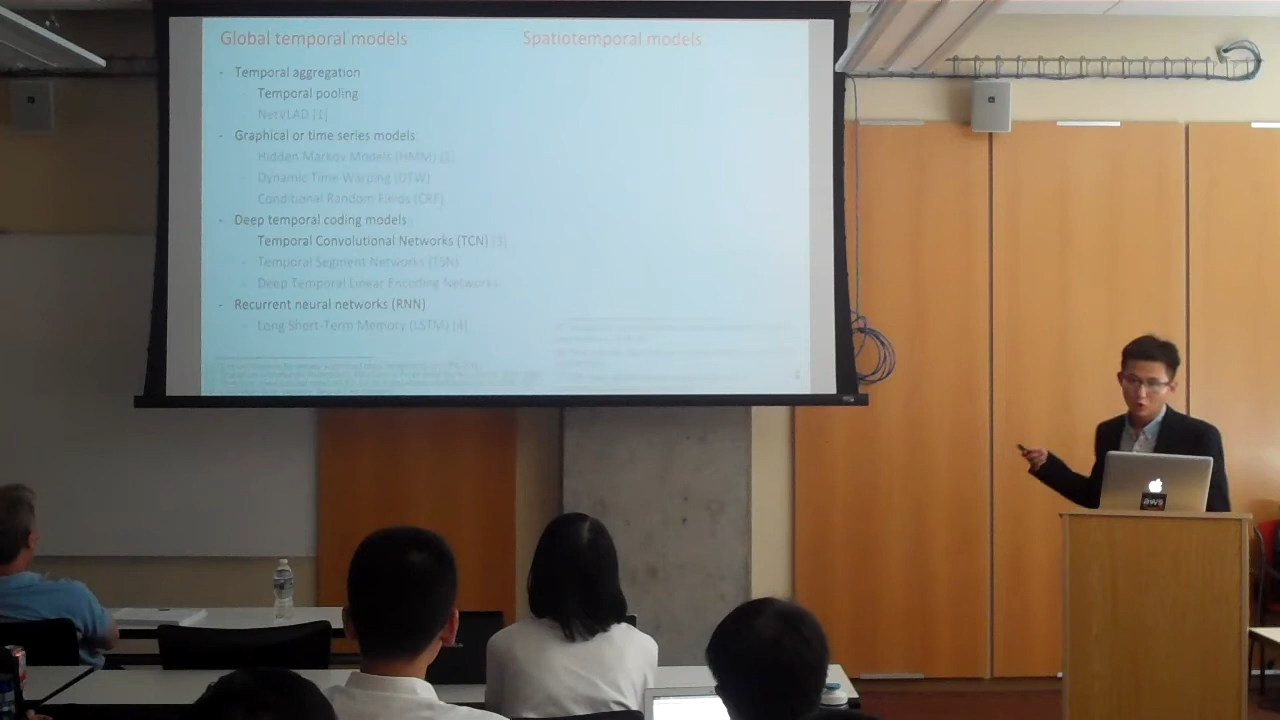 Global temporal models
Spatiotemporal models
- Temporal aggregation
Temporal pooling
- NetVLAD [1]
- Graphical or time series models
- Hidden Markov Models (HMM) [2]
- Dynamic Time Warping (DTW)
- Conditional Random Fields (CRF)
- Deep temporal coding models
Temporal Convolutional Networks (TCN) [3]
- Temporal Segment Networks (TSN)
- Deep Temporal Linear Encoding Networks
- Recurrent neural networks (RNN)
- Long Short-Term Memory (LSTM) [4]
aws